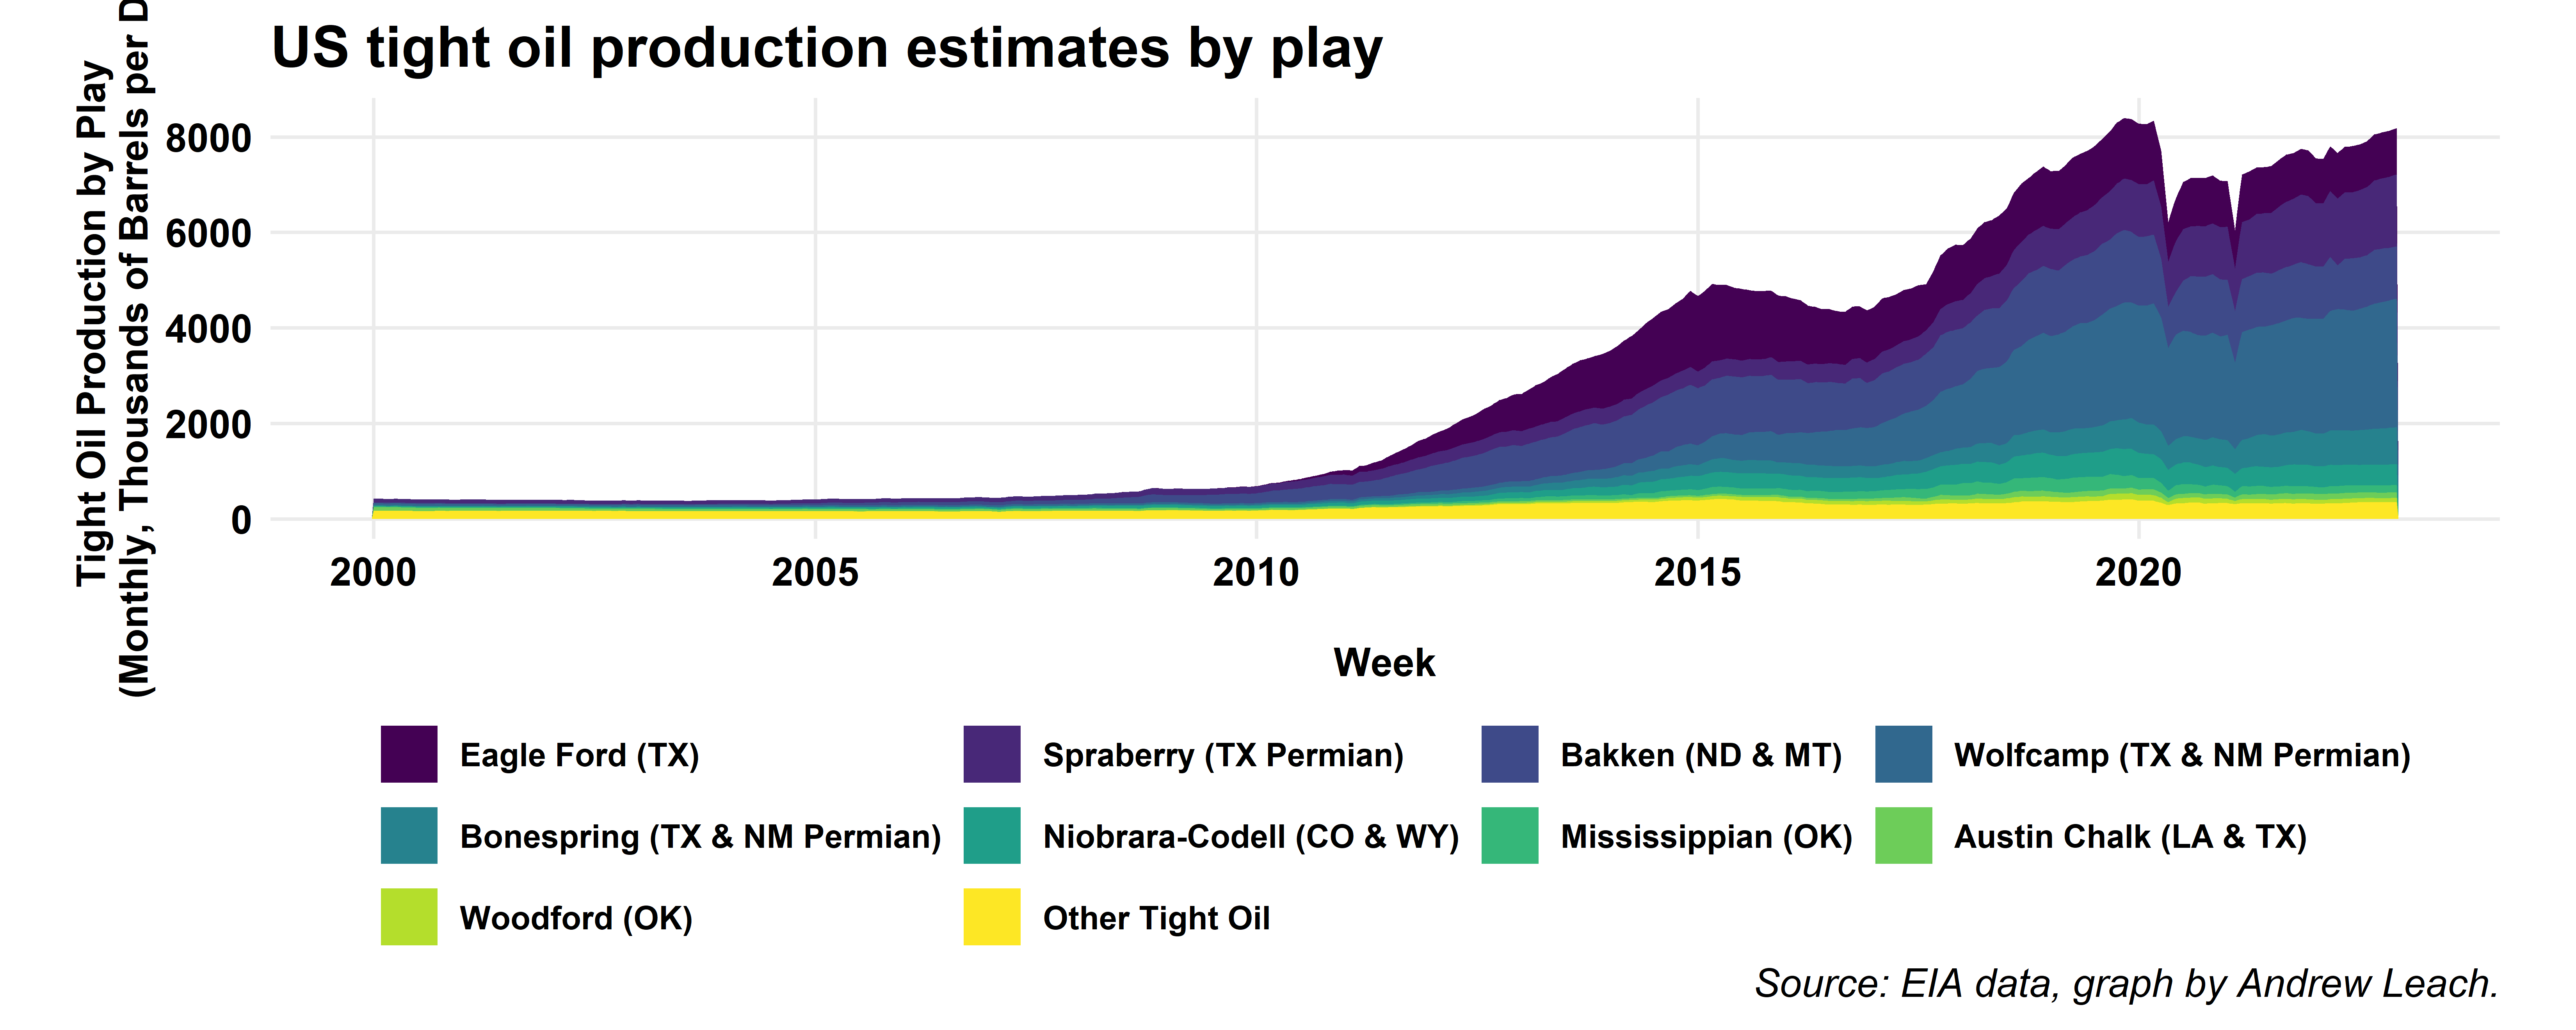 US tight oil production estimates by play
Tight Oil Production by Play
(Monthly, Thousands of Barrels per D
8000
6000
4000
2000
0
2000 2005 2010 2015 2020
Week
Eagle Ford (TX) Spraberry (TX Permian) Bakken (ND & MT) Wolfcamp (TX & NM Permian)
Bonespring (TX & NM Permian) Niobrara-Codell (CO & WY) Mississippian (OK) Austin Chalk (LA & TX)
Woodford (OK) Other Tight Oil
Source: EIA data, graph by Andrew Leach.